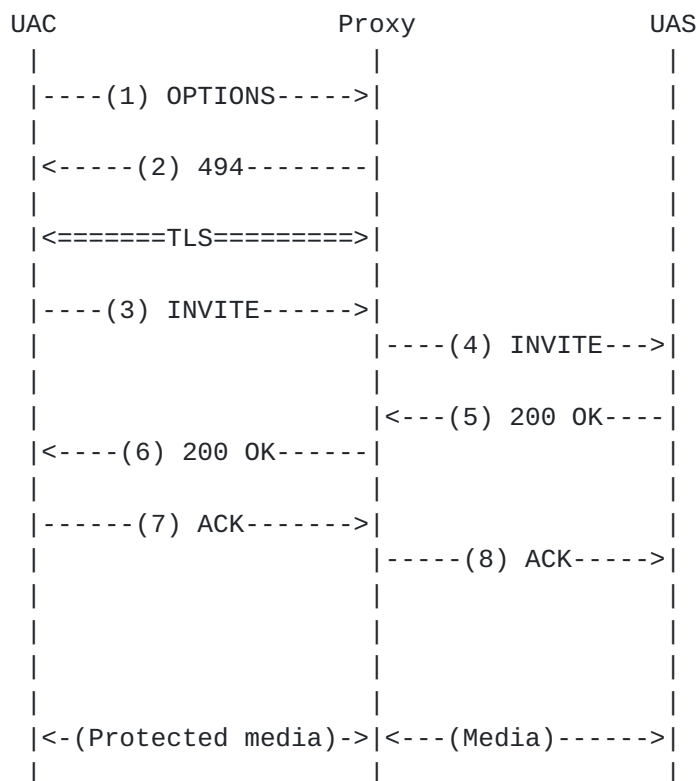 UAC                 Proxy               UAS
 |                    |                  |
 |----(1) OPTIONS---->|                  |
 |                    |                  |
 |<-----(2) 494-------|                  |
 |                    |                  |
 |<=======TLS========>|                  |
 |                    |                  |
 |----(3) INVITE----->|                  |
 |                    |----(4) INVITE--->|
 |                    |                  |
 |                    |<---(5) 200 OK----|
 |<----(6) 200 OK-----|                  |
 |                    |                  |
 |------(7) ACK------>|                  |
 |                    |-----(8) ACK----->|
 |                    |                  |
 |                    |                  |
 |                    |                  |
 |                    |                  |
 |<-(Protected media)->|<---(Media)------>|
 |                    |                  |